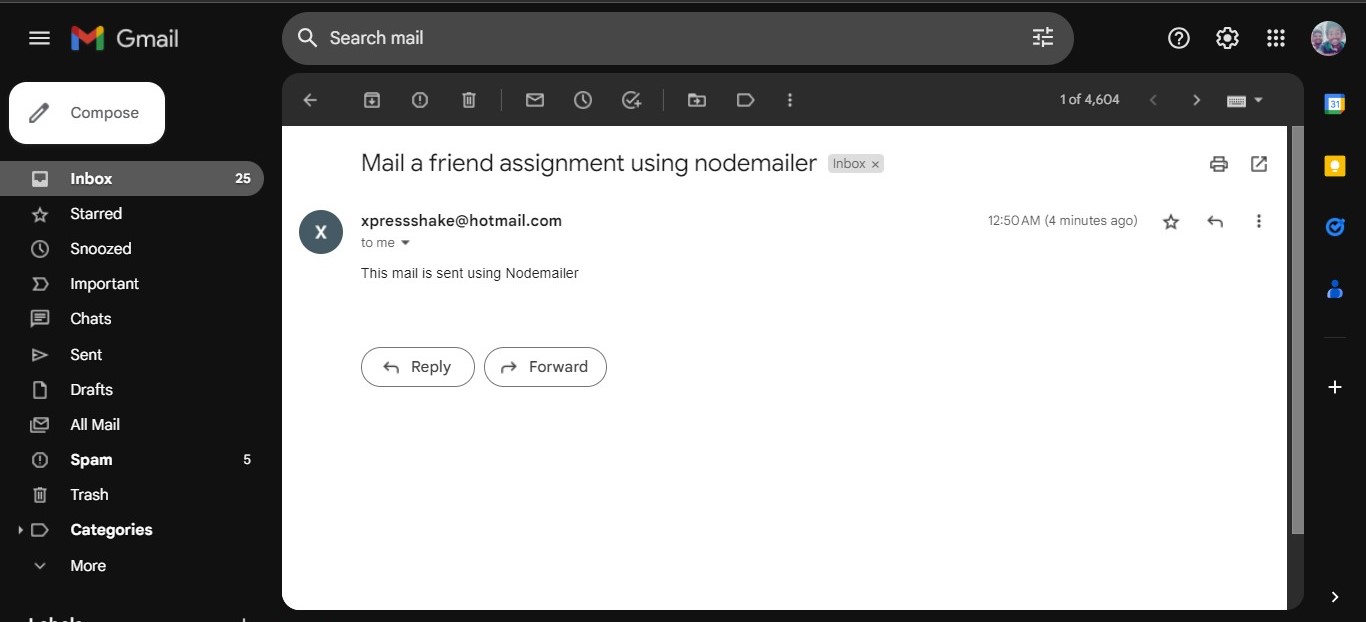 Gmail
Search mail
Compose
1 of 4,604
31
Inbox 25
Mail a friend assignment using nodemailer Inbox ×
Starred
X
xpressshake@hotmail.com
12:50 AM (4 minutes ago)
to me
Snoozed
This mail is sent using Nodemailer
Important
Chats
Sent
Reply
Forward
Drafts
All Mail
Spam 5
Trash
Categories
More
Labels